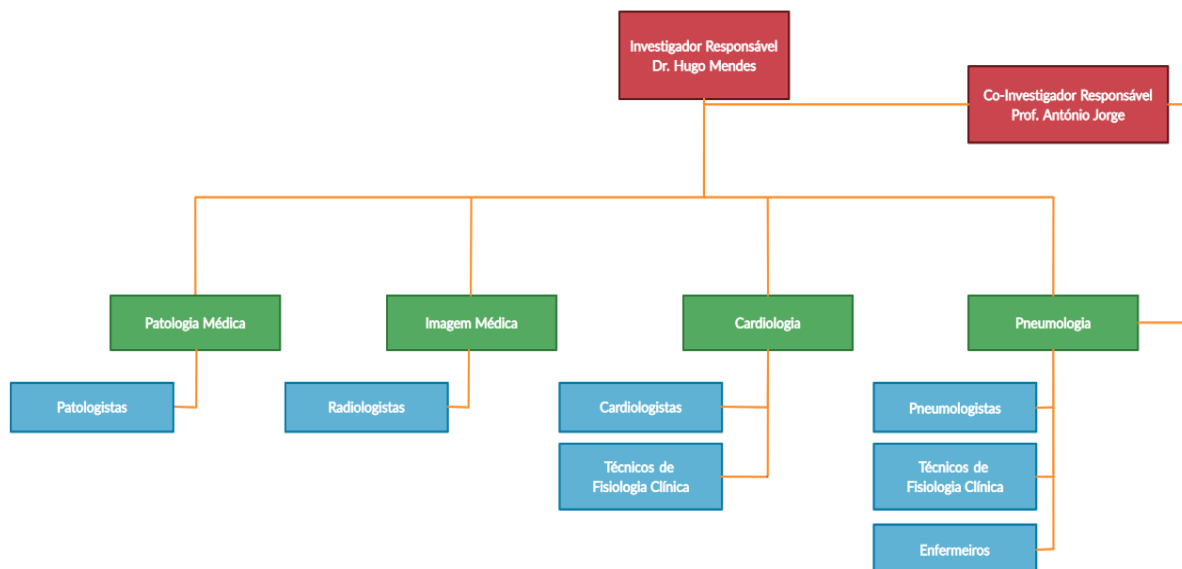 Investigador Responsável
Dr. Hugo Mendes
Co-Investigador Responsável
Prof. António Jorge
Patologia Médica
Imagem Médica
Cardiologia
Pneumologia
Patologistas
Radiologistas
Cardiologistas
Pneumologistas
Técnicos de
Fisiologia Clínica
Técnicos de
Fisiologia Clínica
Enfermeiros